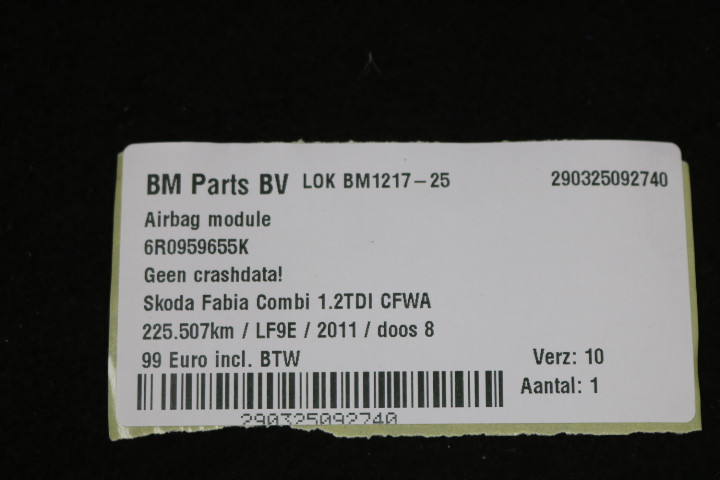 BM Parts BV LOK BM1217-25 290325092740
Airbag module
6R0959655K
Geen crashdata!
Skoda Fabia Combi 1.2TDI CFWA
225.507km / LF9E / 2011 / doos 8
99 Euro incl. BTW Verz: 10
Aantal: 1
290325092740